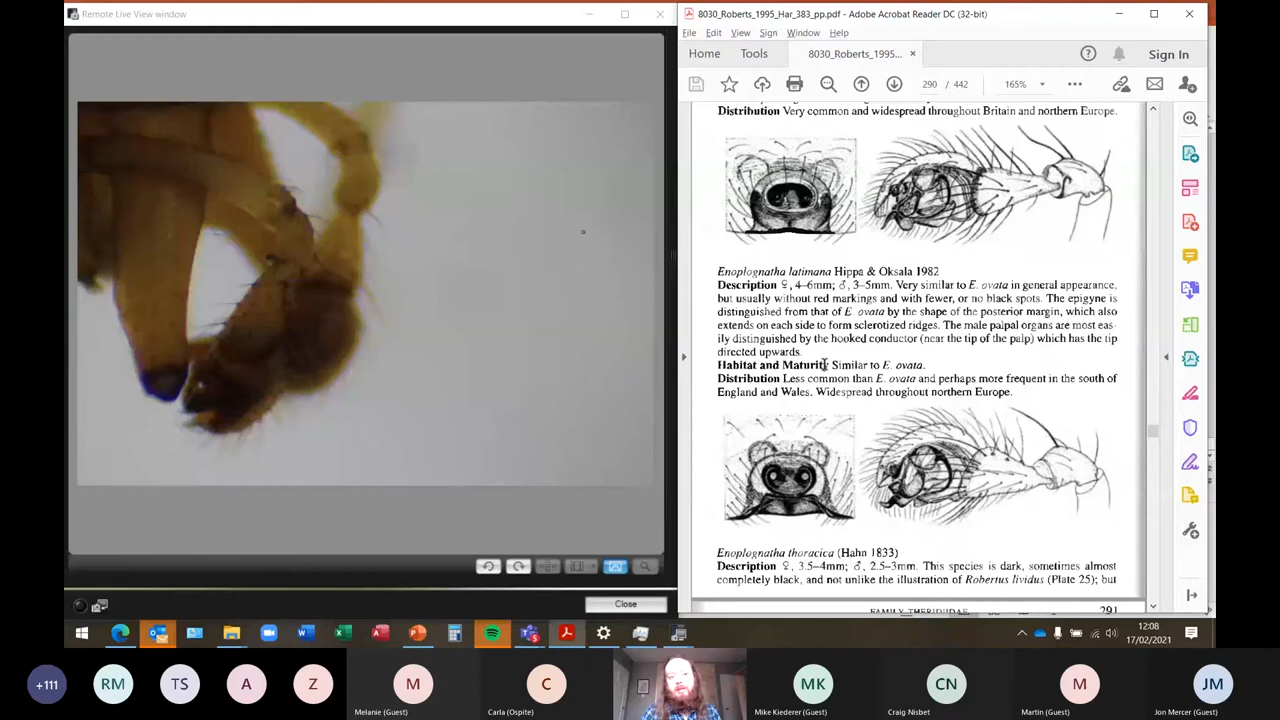 Remote Live View window
Close
8030_Roberts_1995_Har_383_pp.pdf - Adobe Acrobat Reader DC (32-bit)
File Edit View Sign Window Help
Home Tools 8030_Roberts_1995... × Sign In
290 / 442 165%
Distribution Very common and widespread throughout Britain and northern Europe.
Enoplognatha latimana Hippa & Oksala 1982
Description ♀, 4–6mm; ♂, 3–5mm. Very similar to E. ovata in general appearance,
but usually without red markings and with fewer, or no black spots. The epigyne is
distinguished from that of E. ovata by the shape of the posterior margin, which also
extends on each side to form sclerotized ridges. The male palpal organs are most eas-
ily distinguished by the hooked conductor (near the tip of the palp) which has the tip
directed upwards.
Habitat and Maturity Similar to E. ovata.
Distribution Less common than E. ovata and perhaps more frequent in the south of
England and Wales. Widespread throughout northern Europe.
Enoplognatha thoracica (Hahn 1833)
Description ♀, 3.5–4mm; ♂, 2.5–3mm. This species is dark, sometimes almost
completely black, and not unlike the illustration of Robertus lividus (Plate 25); but
FAMILY THERIDIIDAE 291
12:08
17/02/2021
+111 RM TS A Z M C MK CN M JM
Melanie (Guest) Carla (Ospite) Mike Kiederer (Guest) Craig Nisbet Martin (Guest) Jon Mercer (Guest)